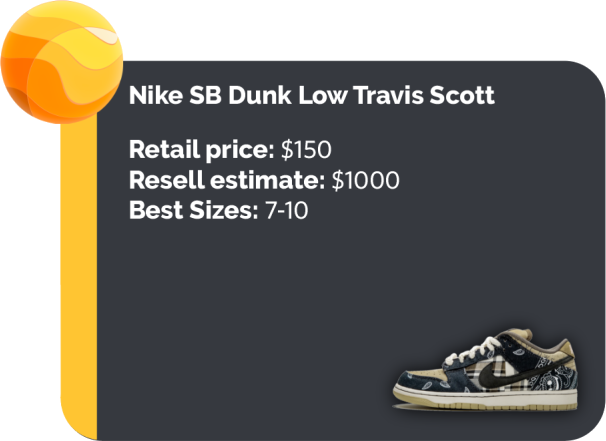 Nike SB Dunk Low Travis Scott
Retail price: $150
Resell estimate: $1000
Best Sizes: 7-10